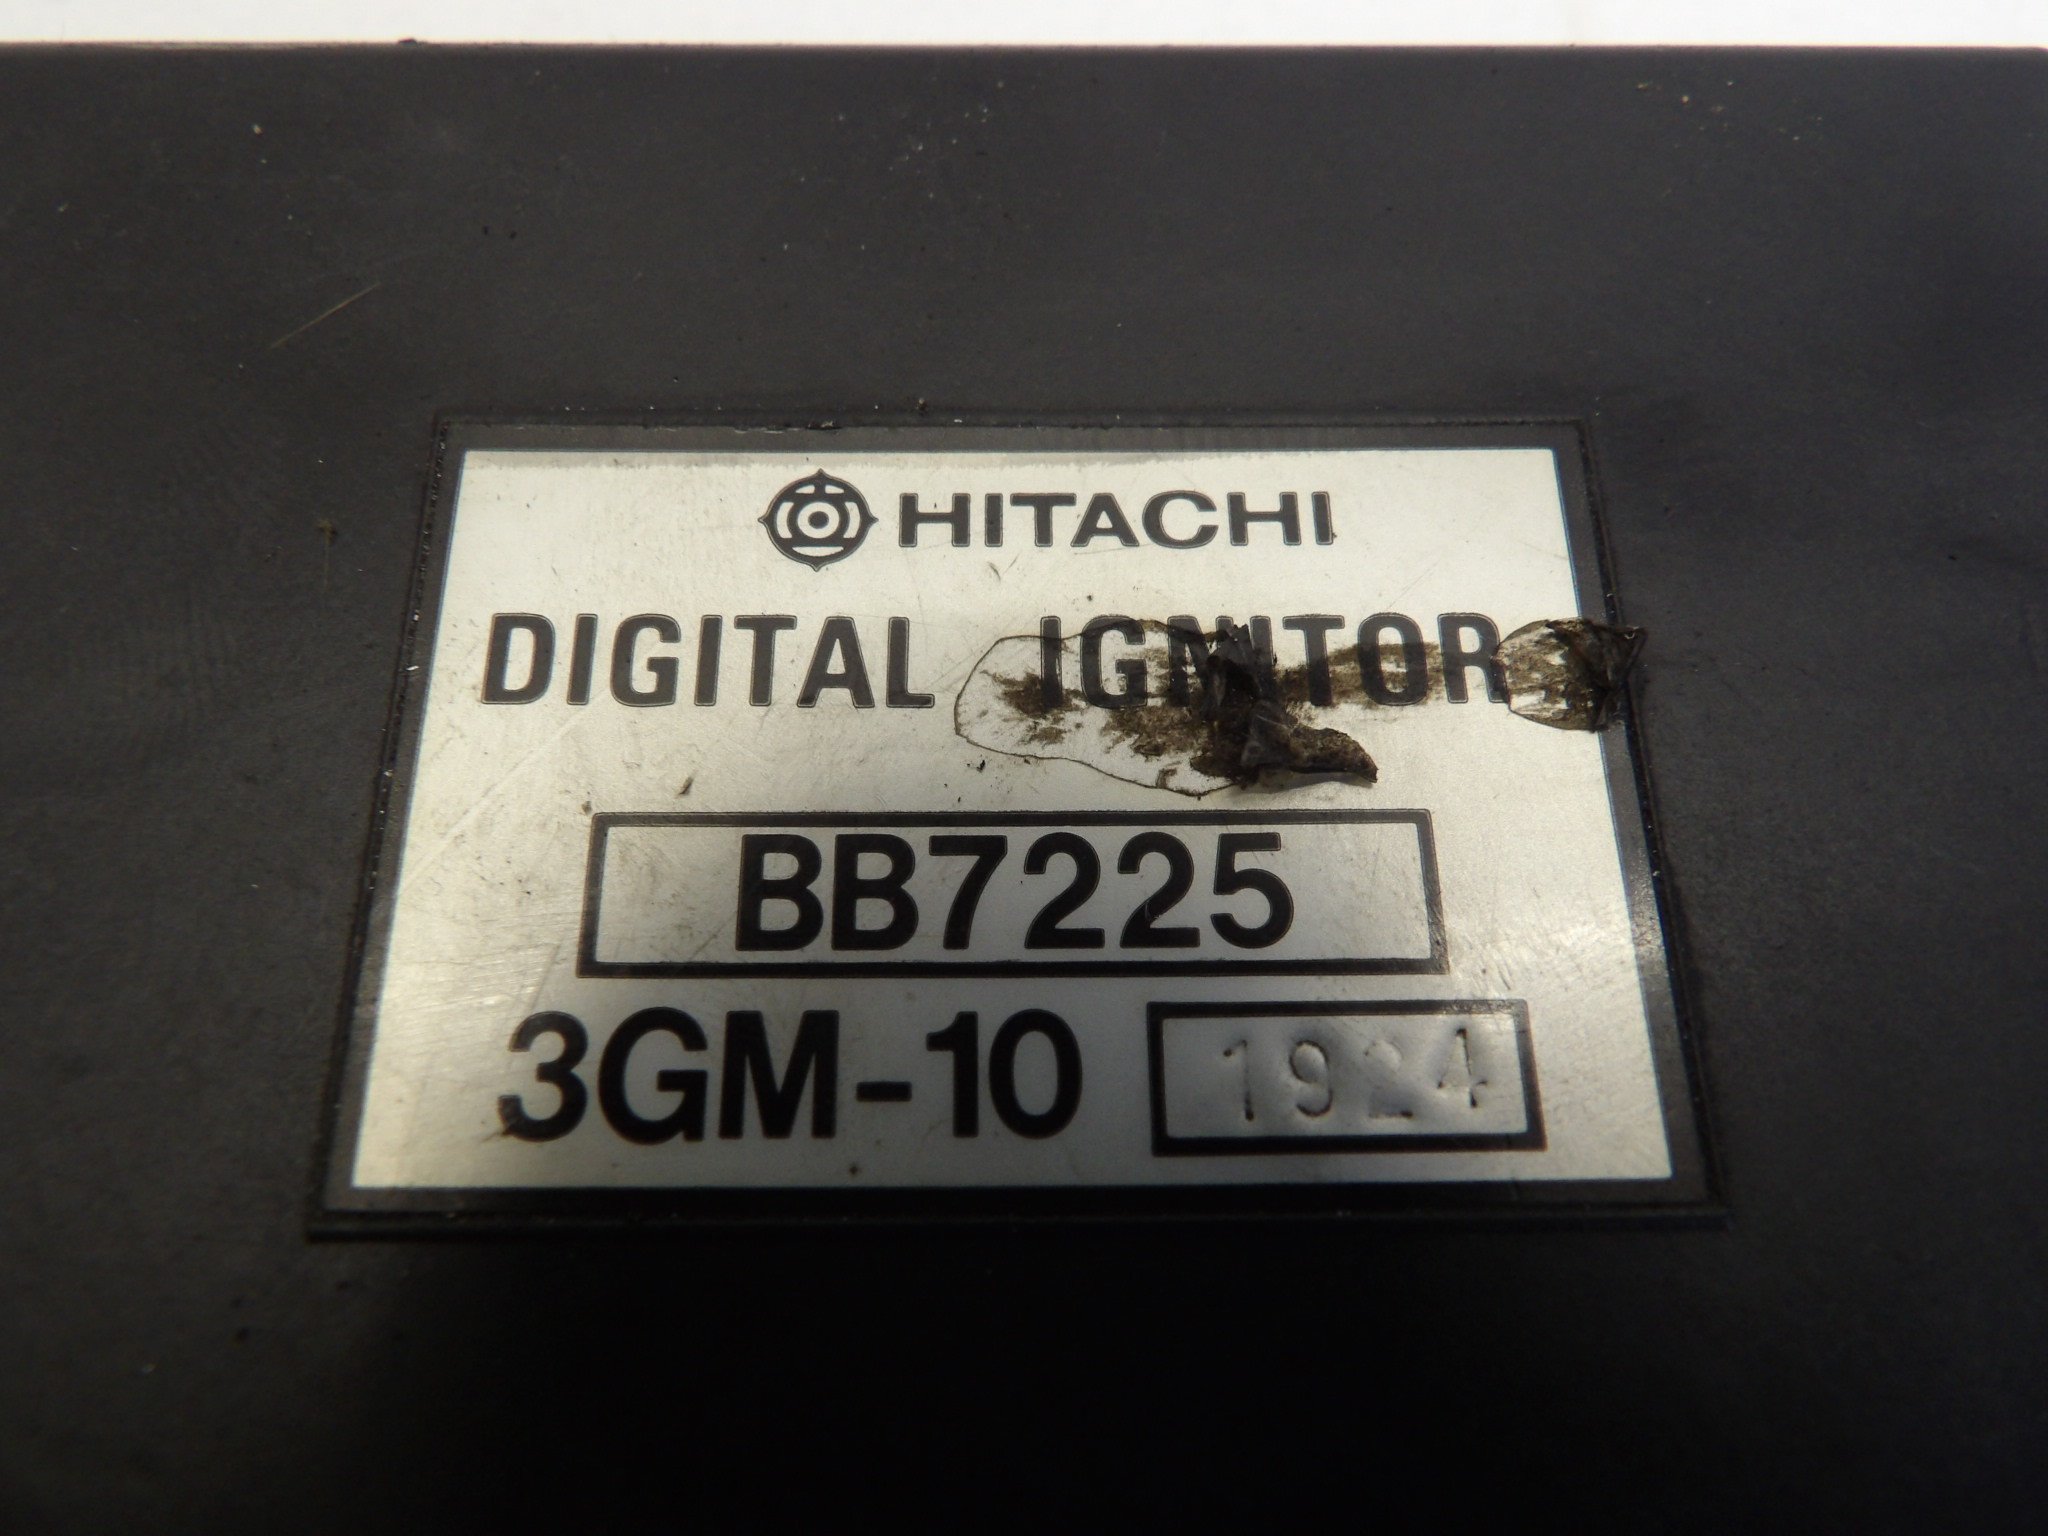 HITACHI
DIGITAL IGNITOR
BB7225
3GM-10 1924